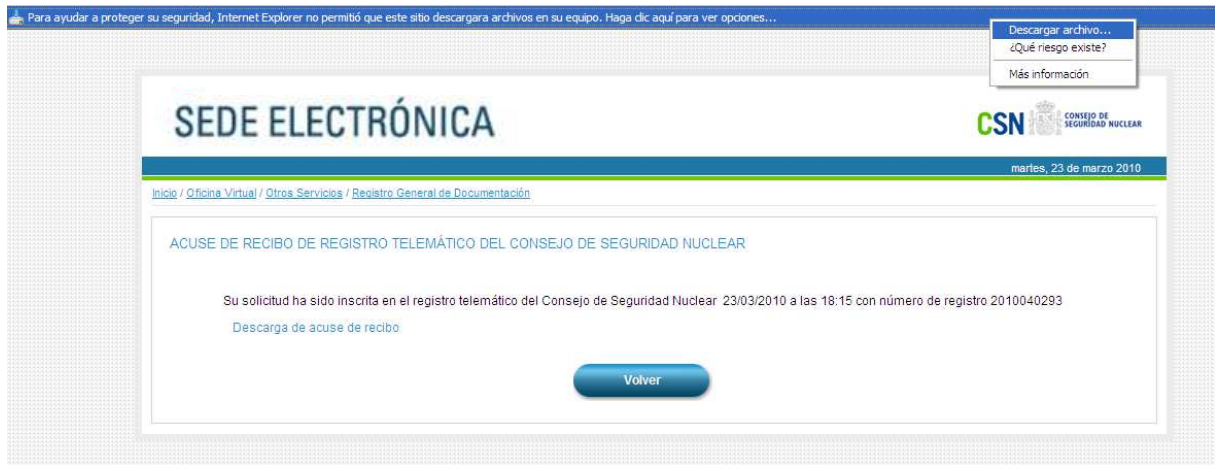 Para ayudar a proteger su seguridad, Internet Explorer no permitió que este sitio descargara archivos en su equipo. Haga clic aquí para ver opciones...
Descargar archivo...
¿Qué riesgo existe?
Más información
SEDE ELECTRÓNICA
CSN
CONSEJO DE
SEGURIDAD NUCLEAR
martes, 23 de marzo 2010
Inicio / Oficina Virtual / Otros Servicios / Registro General de Documentación
ACUSE DE RECIBO DE REGISTRO TELEMÁTICO DEL CONSEJO DE SEGURIDAD NUCLEAR
Su solicitud ha sido inscrita en el registro telemático del Consejo de Seguridad Nuclear 23/03/2010 a las 18:15 con número de registro 2010040293
Descarga de acuse de recibo
Volver